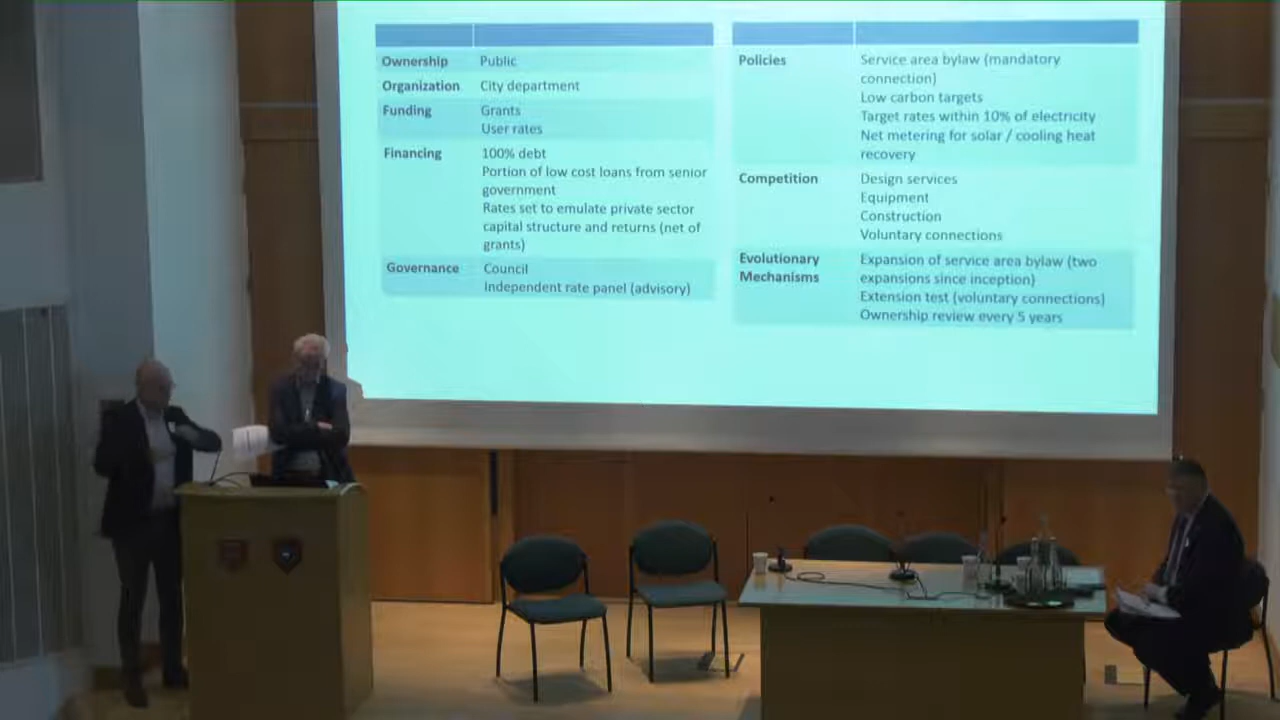 Ownership Public
Organization City department
Funding Grants
User rates
Financing 100% debt
Portion of low cost loans from senior
government
Rates set to emulate private sector
capital structure and returns (net of
grants)
Governance Council
Independent rate panel (advisory)
Policies Service area bylaw (mandatory
connection)
Low carbon targets
Target rates within 10% of electricity
Net metering for solar / cooling heat
recovery
Competition Design services
Equipment
Construction
Voluntary connections
Evolutionary Expansion of service area bylaw (two
Mechanisms expansions since inception)
Extension test (voluntary connections)
Ownership review every 5 years